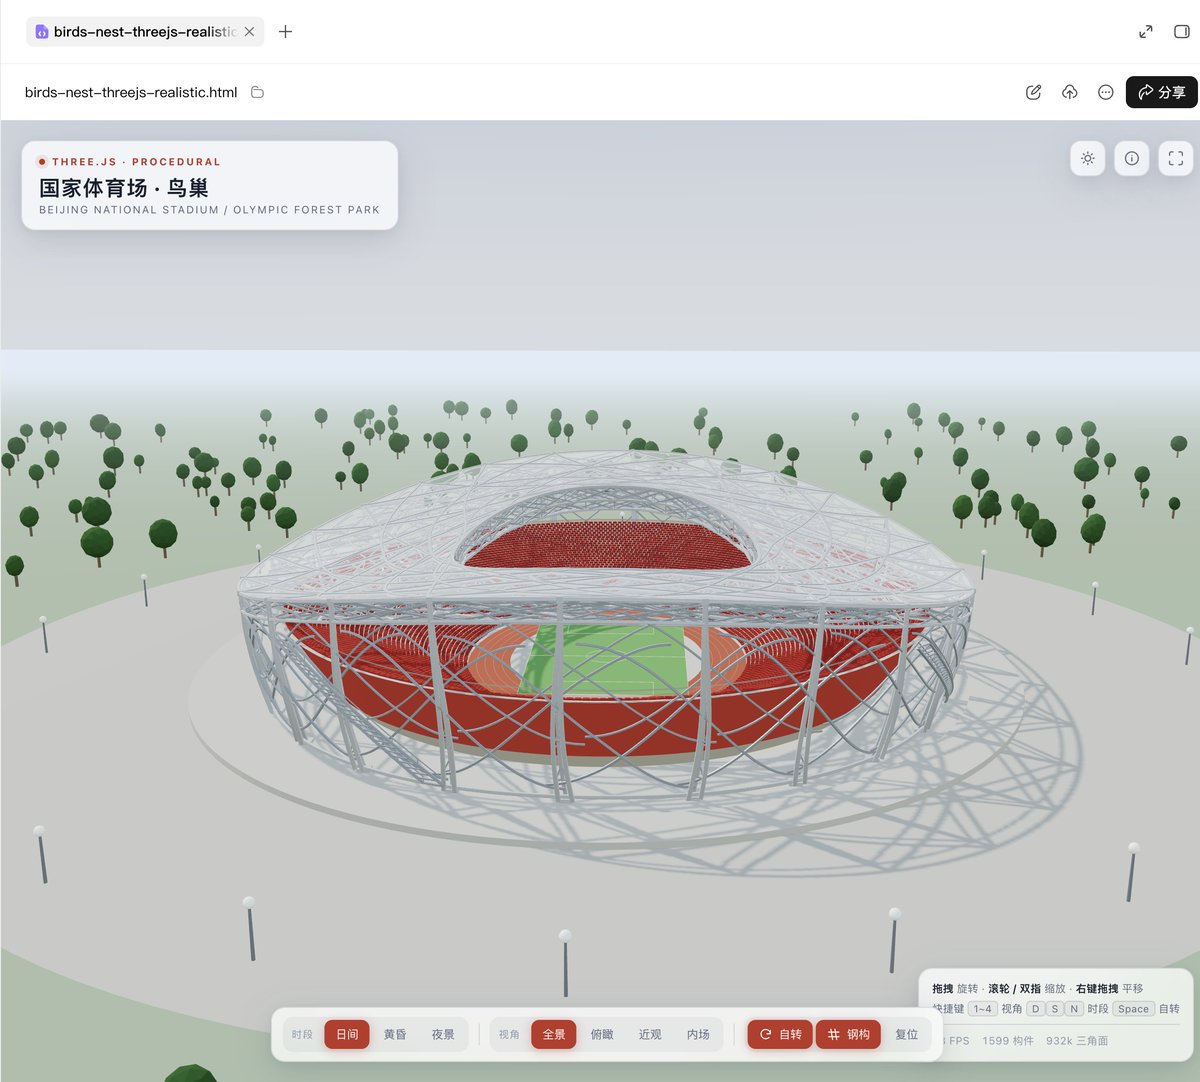 birds-nest-threejs-realistic
birds-nest-threejs-realistic.html
分享
THREE.JS · PROCEDURAL
国家体育场 · 鸟巢
BEIJING NATIONAL STADIUM / OLYMPIC FOREST PARK
拖拽 旋转 · 滚轮 / 双指 缩放 · 右键拖拽 平移
快捷键 1~4 视角 D S N 时段 Space 自转
FPS 1599 构件 932k 三角面
时段 日间 黄昏 夜景 视角 全景 俯瞰 近观 内场 自转 钢构 复位